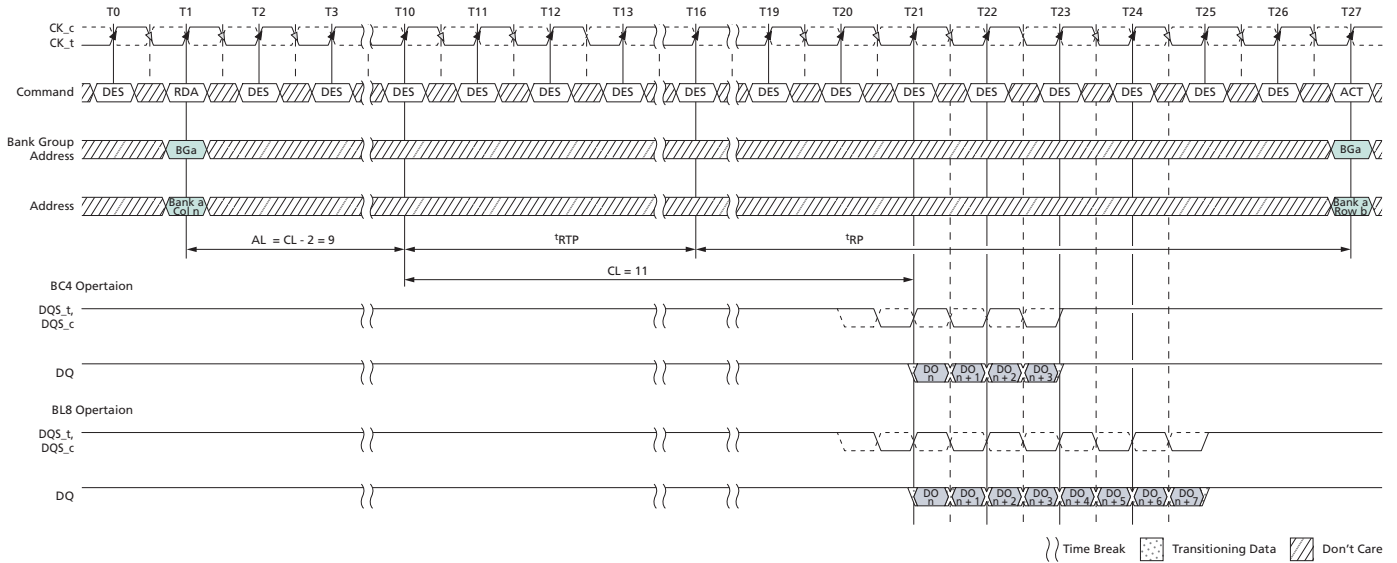 T0 T1 T2 T3 T10 T11 T12 T13 T16 T19 T20 T21 T22 T23 T24 T25 T26 T27
CK_c
CK_t
Command DES RDA DES DES DES DES DES DES DES DES DES DES DES DES DES DES DES ACT
Bank Group
Address
BGa BGa
Address
Bank a
Col n
Bank a
Row b
AL = CL - 2 = 9 tRTP tRP
CL = 11
BC4 Opertaion
DQS_t,
DQS_c
DQ
DO
n
DO
n + 1
DO
n + 2
DO
n + 3
BL8 Opertaion
DQS_t,
DQS_c
DQ
DO
n
DO
n + 1
DO
n + 2
DO
n + 3
DO
n + 4
DO
n + 5
DO
n + 6
DO
n + 7
Time Break Transitioning Data Don't Care